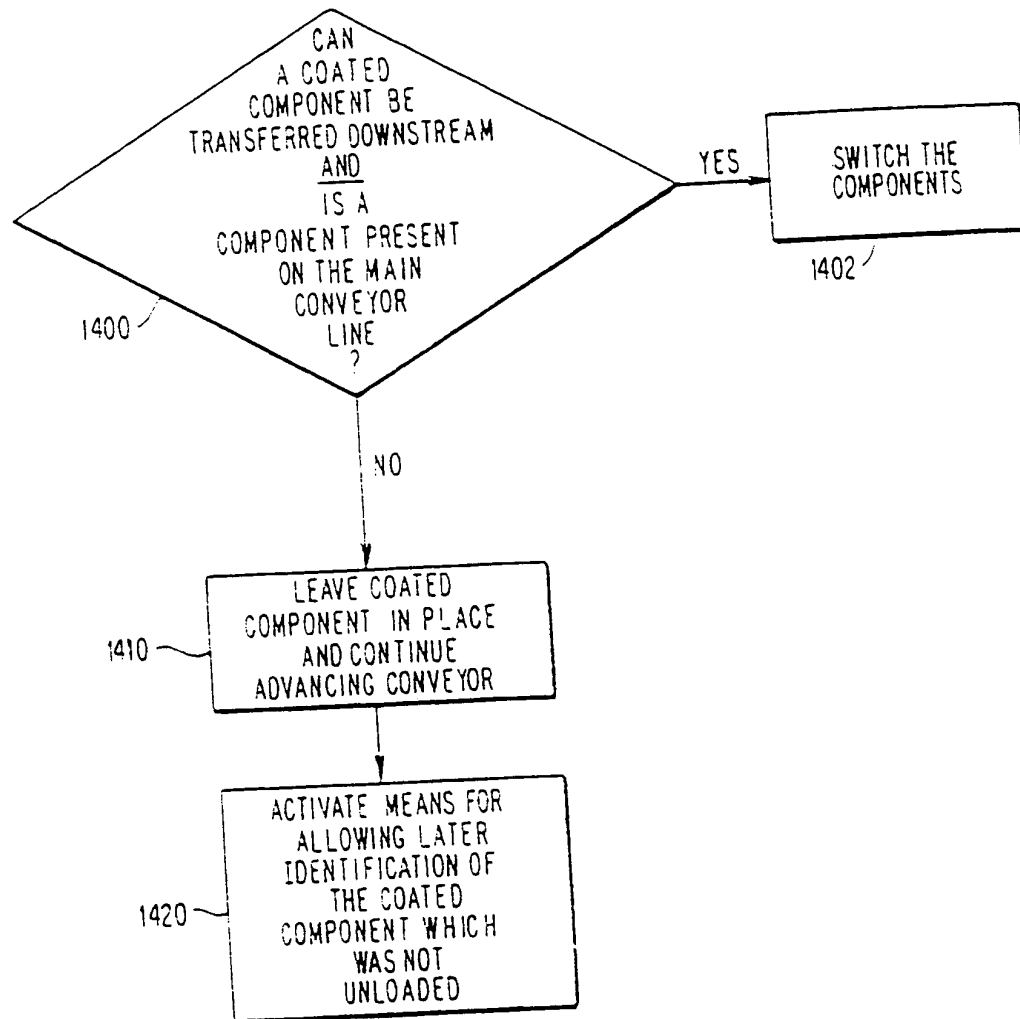 CAN
A COATED
COMPONENT BE
TRANSFERRED DOWNSTREAM
AND
IS A
COMPONENT PRESENT
ON THE MAIN
CONVEYOR
LINE
?
1400
YES
SWITCH THE
COMPONENTS
1402
NO
LEAVE COATED
COMPONENT IN PLACE
AND CONTINUE
ADVANCING CONVEYOR
1410
ACTIVATE MEANS FOR
ALLOWING LATER
IDENTIFICATION OF
THE COATED
COMPONENT WHICH
WAS NOT
UNLOADED
1420